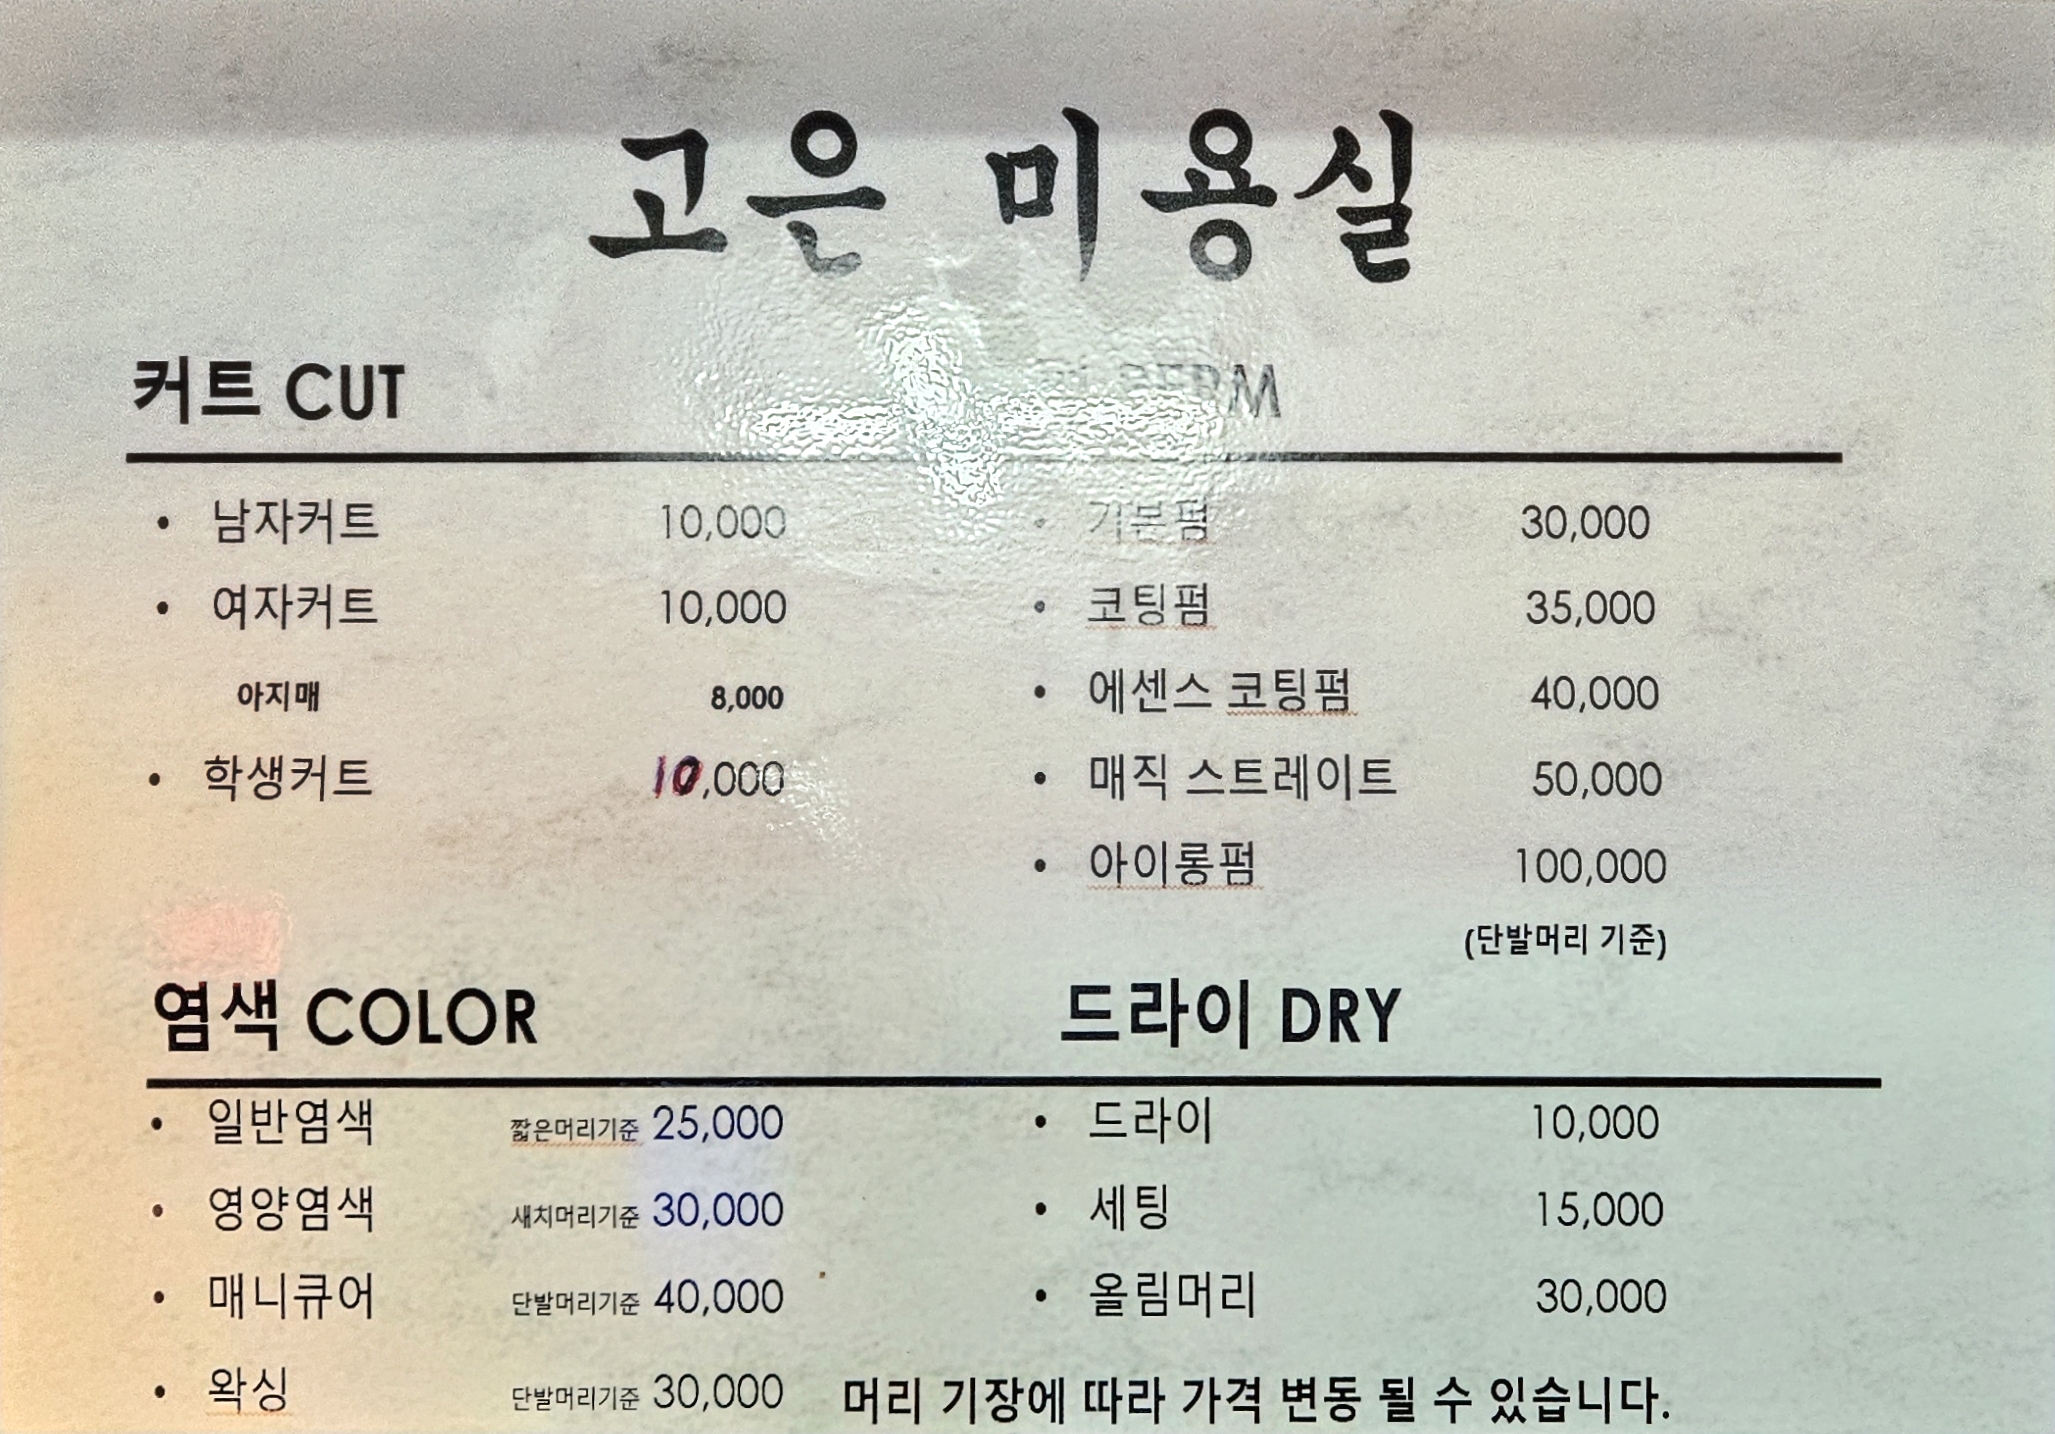 고은 미용실
커트 CUT
남자커트 10,000
여자커트 10,000
아지매 8,000
학생커트 10,000
PERM
기본펌 30,000
코팅펌 35,000
에센스 코팅펌 40,000
매직 스트레이트 50,000
아이롱펌 100,000
(단발머리 기준)
염색 COLOR
일반염색 짧은머리기준 25,000
영양염색 새치머리기준 30,000
매니큐어 단발머리기준 40,000
왁싱 단발머리기준 30,000
드라이 DRY
드라이 10,000
세팅 15,000
올림머리 30,000
머리 기장에 따라 가격 변동 될 수 있습니다.